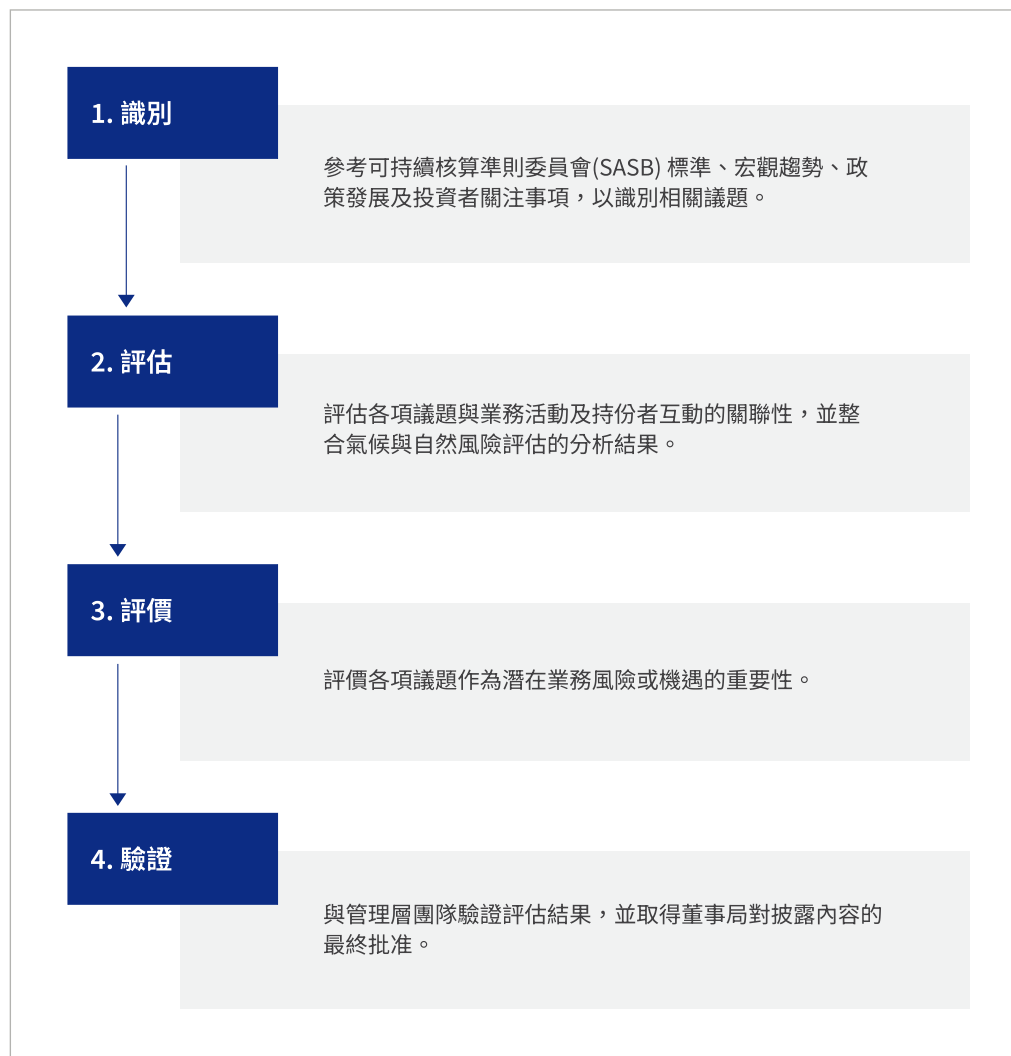 1. 識別
參考可持續核算準則委員會(SASB) 標準、宏觀趨勢、政
策發展及投資者關注事項，以識別相關議題。
2. 評估
評估各項議題與業務活動及持份者互動的關聯性，並整
合氣候與自然風險評估的分析結果。
3. 評價
評價各項議題作為潛在業務風險或機遇的重要性。
4. 驗證
與管理層團隊驗證評估結果，並取得董事局對披露內容的
最終批准。